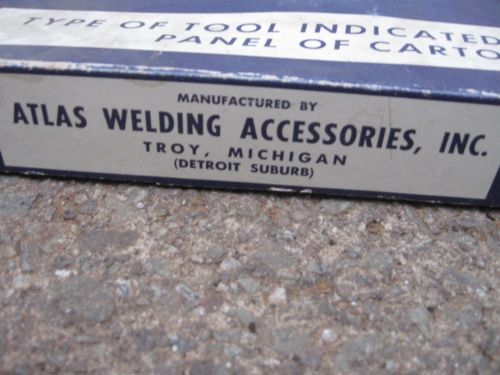 TYPE OF TOOL INDICATED
PANEL OF CARTO
MANUFACTURED BY
ATLAS WELDING ACCESSORIES, INC.
TROY, MICHIGAN
(DETROIT SUBURB)